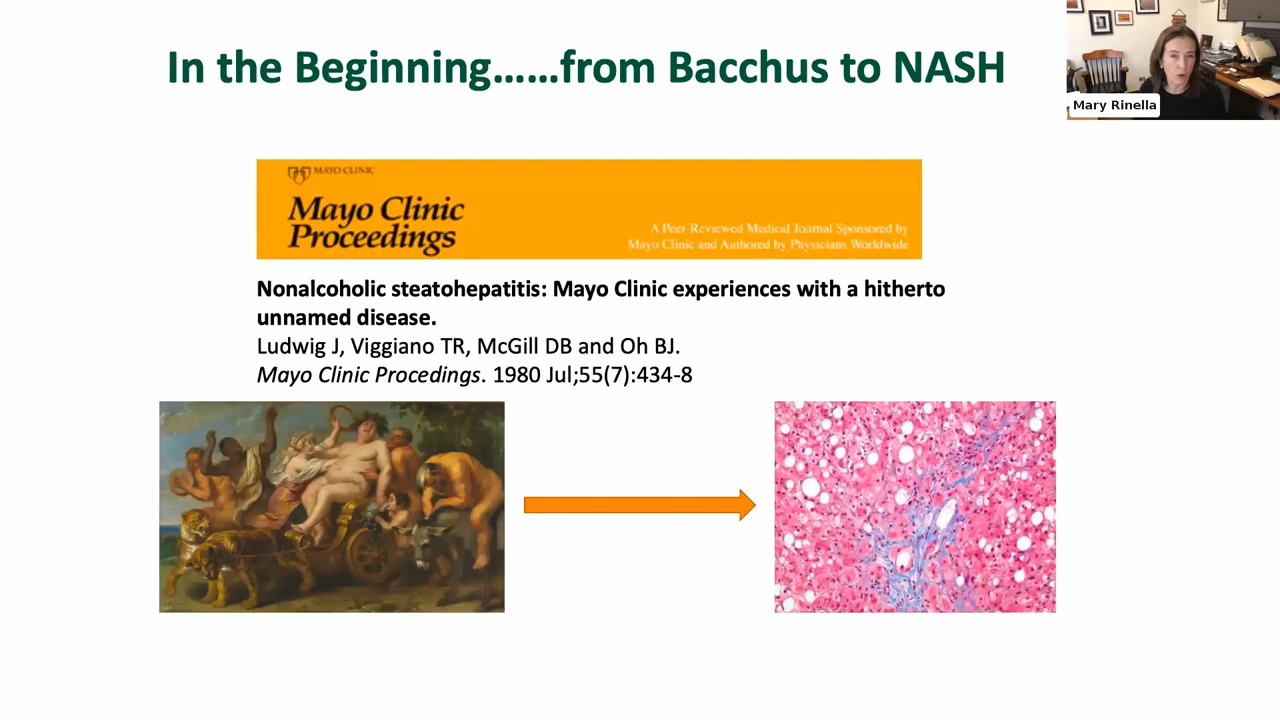 In the Beginning......from Bacchus to NASH
Mary Rinella
MAYO CLINIC
Mayo Clinic
Proceedings
A Peer-Reviewed Medical Journal Sponsored by
Mayo Clinic and Authored by Physicians Worldwide
Nonalcoholic steatohepatitis: Mayo Clinic experiences with a hitherto
unnamed disease.
Ludwig J, Viggiano TR, McGill DB and Oh BJ.
Mayo Clinic Procedings. 1980 Jul;55(7):434-8